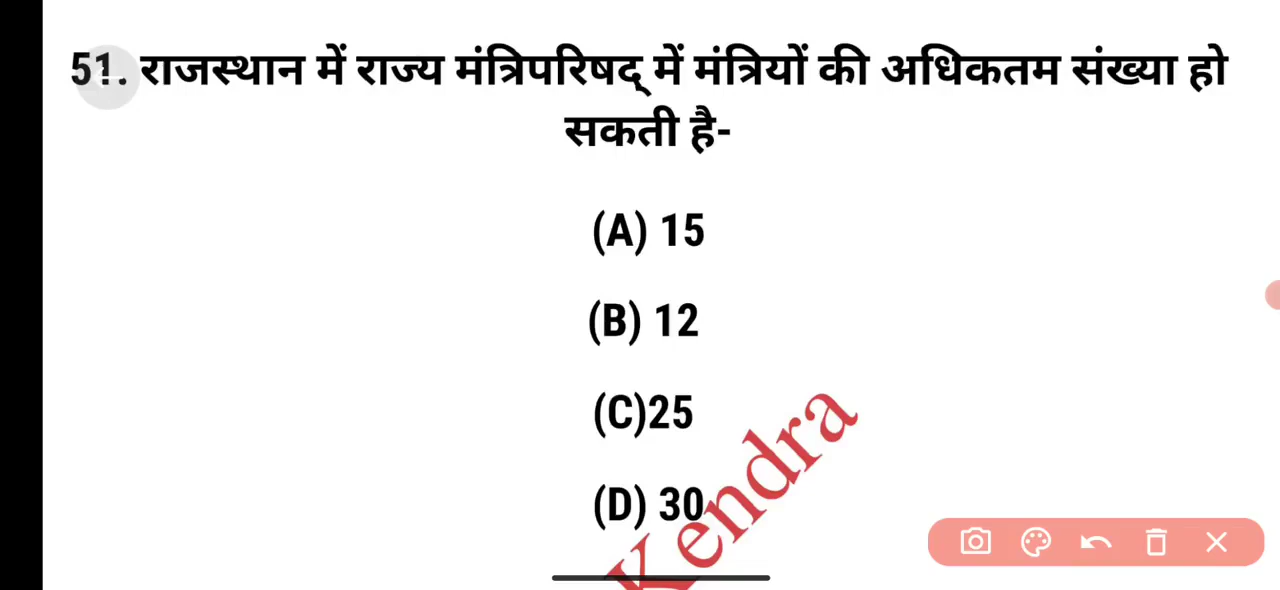 51. राजस्थान में राज्य मंत्रिपरिषद् में मंत्रियों की अधिकतम संख्या हो
सकती है-
(A) 15
(B) 12
(C)25
(D) 30
Kendra